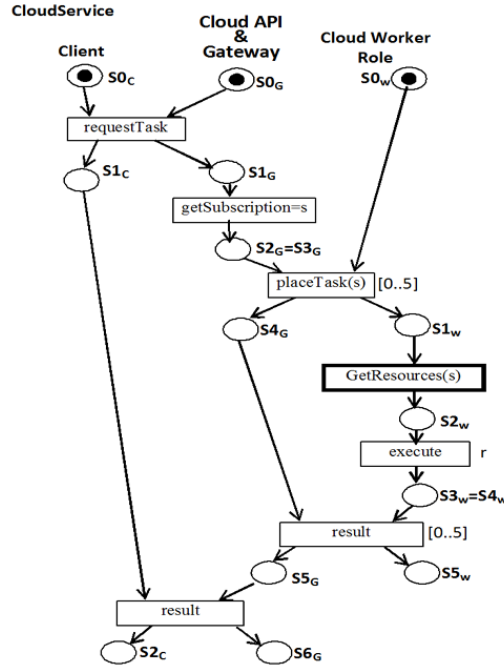 CloudService
Cloud API
&
Gateway
Client
Cloud Worker
Role
S0C
S0G
S0w
requestTask
S1C
S1G
getSubscription=s
S2G=S3G
placeTask(s) [0..5]
S4G
S1w
GetResources(s)
S2w
execute r
S3w=S4w
result [0..5]
S5G
S5w
result
S2C
S6G